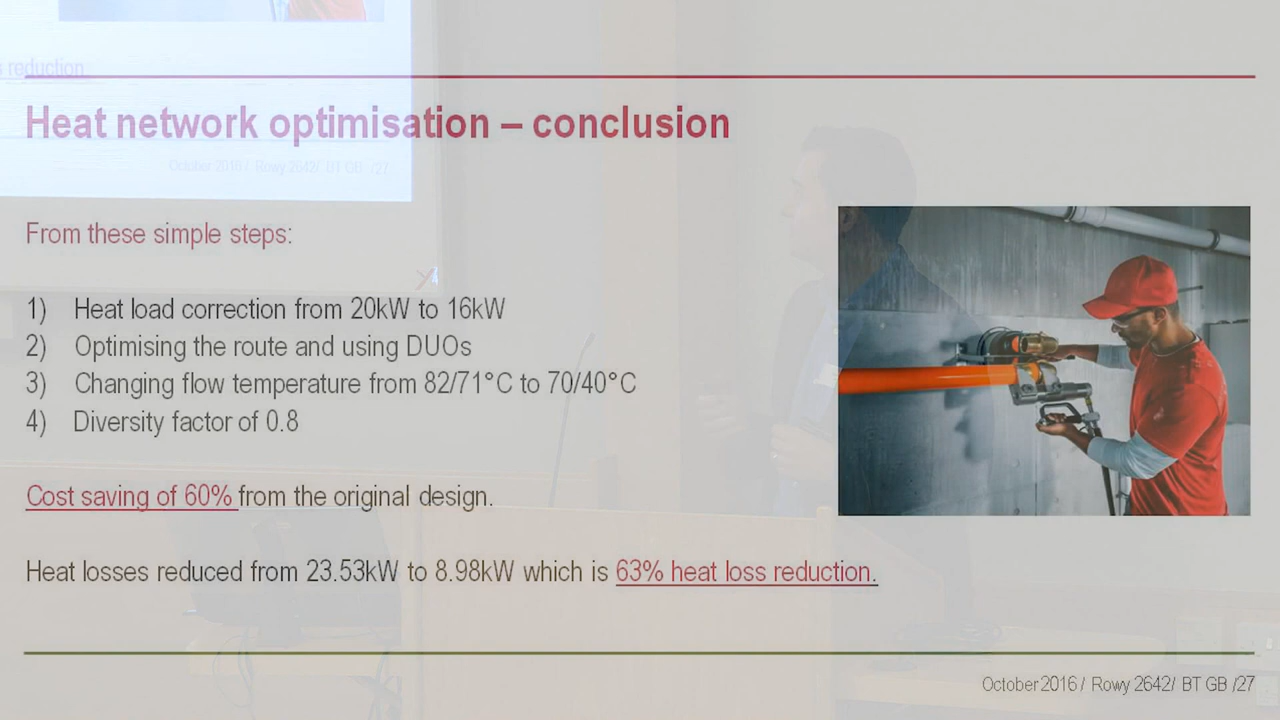 s reduction.
Heat network optimisation – conclusion
October 2016 / Rowy 2642/ BT GB /27
From these simple steps:
1) Heat load correction from 20kW to 16kW
2) Optimising the route and using DUOs
3) Changing flow temperature from 82/71°C to 70/40°C
4) Diversity factor of 0.8
Cost saving of 60% from the original design.
Heat losses reduced from 23.53kW to 8.98kW which is 63% heat loss reduction.
October 2016 / Rowy 2642/ BT GB /27